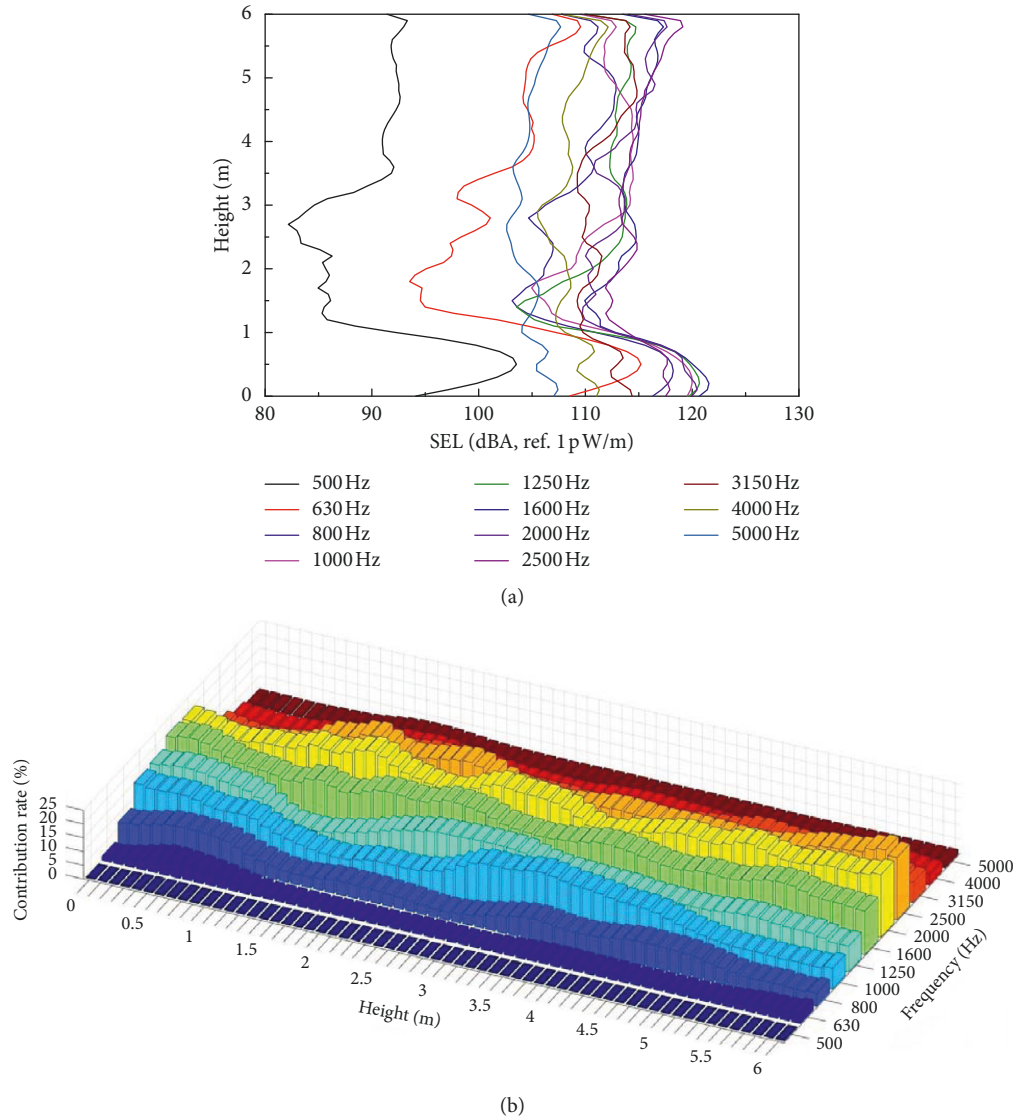 6
5
4
3
2
1
0
Height (m)
80 90 100 110 120 130
SEL (dBA, ref. 1 p W/m)
500 Hz 1250 Hz 3150 Hz
630 Hz 1600 Hz 4000 Hz
800 Hz 2000 Hz 5000 Hz
1000 Hz 2500 Hz
(a)
Contribution rate (%)
25
20
15
10
5
0
0 0.5 1 1.5 2 2.5 3 3.5 4 4.5 5 5.5 6
Height (m)
5000
4000
3150
2500
2000
1600
1250
1000
800
630
500
Frequency (Hz)
(b)